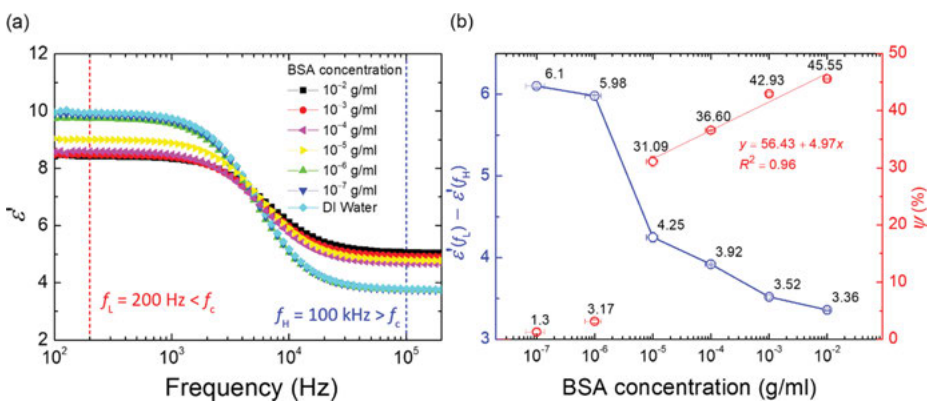 (a)
12
10
8
6
4
2
ε'
BSA concentration
10⁻² g/ml
10⁻³ g/ml
10⁻⁴ g/ml
10⁻⁵ g/ml
10⁻⁶ g/ml
10⁻⁷ g/ml
DI Water
f_L = 200 Hz < f_c
f_H = 100 kHz > f_c
10² 10³ 10⁴ 10⁵
Frequency (Hz)
(b)
6
5
4
3
ε'(f_L) − ε'(f_H)
6.1
5.98
4.25
3.92
3.52
3.36
1.3
3.17
31.09
36.60
42.93
45.55
y = 56.43 + 4.97x
R² = 0.96
50
40
30
20
10
0
ψ (%)
10⁻⁷ 10⁻⁶ 10⁻⁵ 10⁻⁴ 10⁻³ 10⁻²
BSA concentration (g/ml)